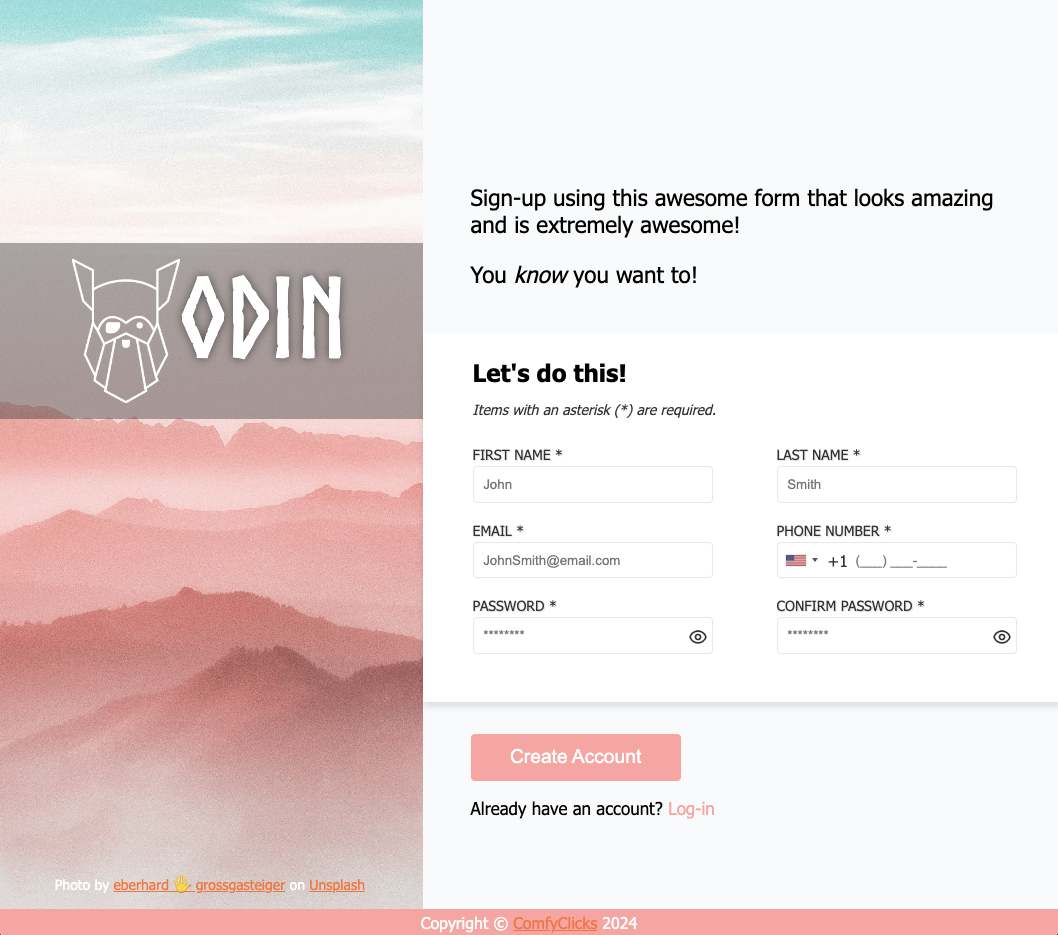 ODIN
Photo by eberhard 🖐 grossgasteiger on Unsplash
Sign-up using this awesome form that looks amazing
and is extremely awesome!
You know you want to!
Let's do this!
Items with an asterisk (*) are required.
FIRST NAME *
LAST NAME *
John
Smith
EMAIL *
PHONE NUMBER *
JohnSmith@email.com
+1 (___) ___-____
PASSWORD *
CONFIRM PASSWORD *
********
********
Create Account
Already have an account? Log-in
Copyright © ComfyClicks 2024